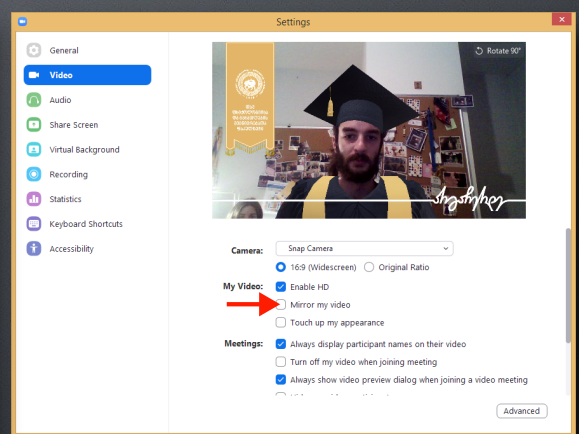 Settings
General
Video
Audio
Share Screen
Virtual Background
Recording
Statistics
Keyboard Shortcuts
Accessibility
Rotate 90°
Camera:
Snap Camera
16:9 (Widescreen)
Original Ratio
My Video:
Enable HD
Mirror my video
Touch up my appearance
Meetings:
Always display participant names on their video
Turn off my video when joining meeting
Always show video preview dialog when joining a video meeting
Advanced